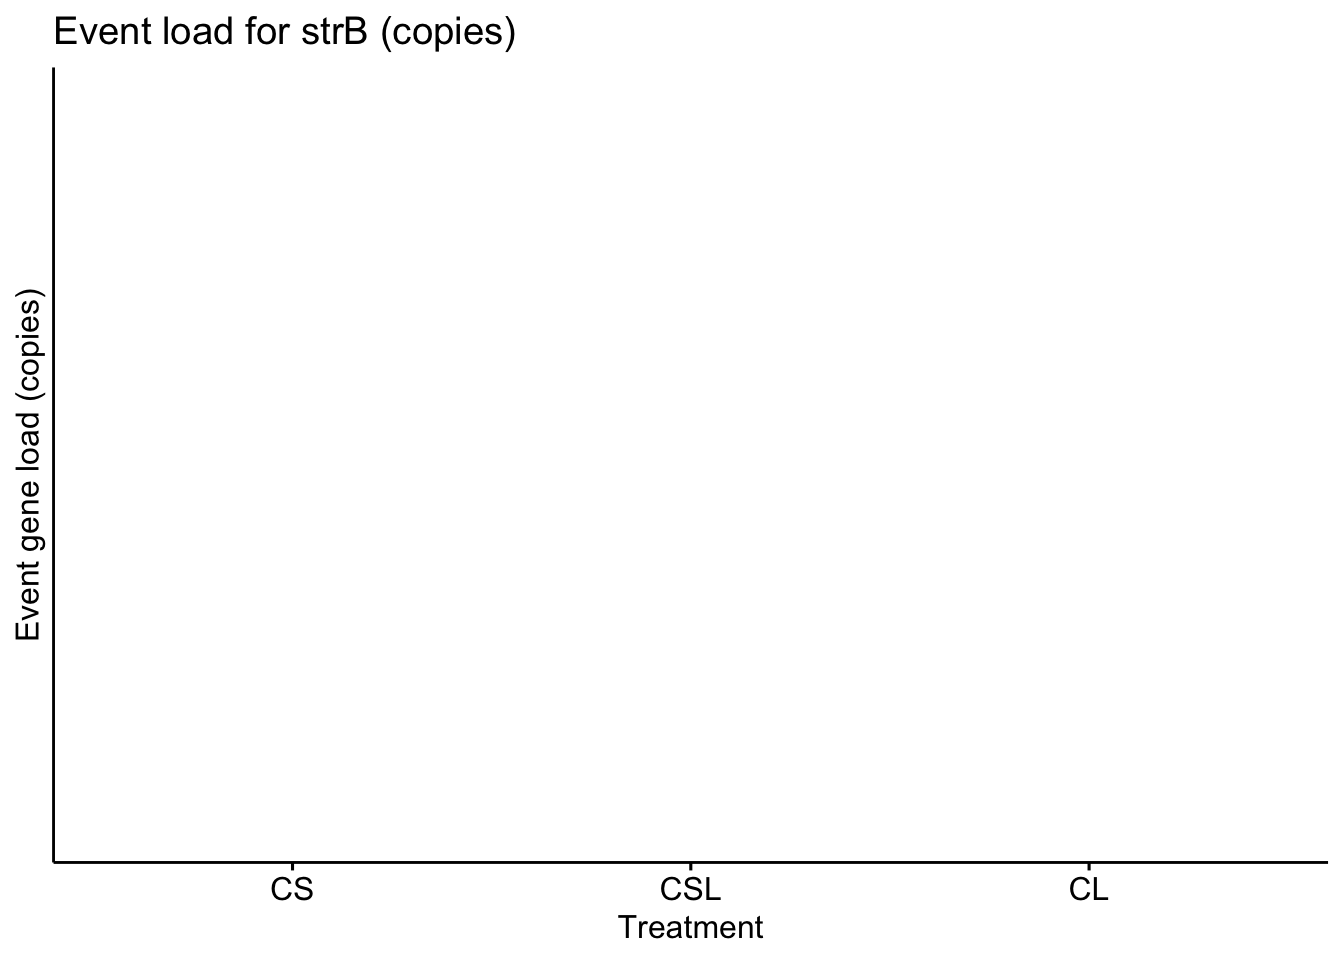 Event load for strB (copies)
Event gene load (copies)
CS
CSL
CL
Treatment